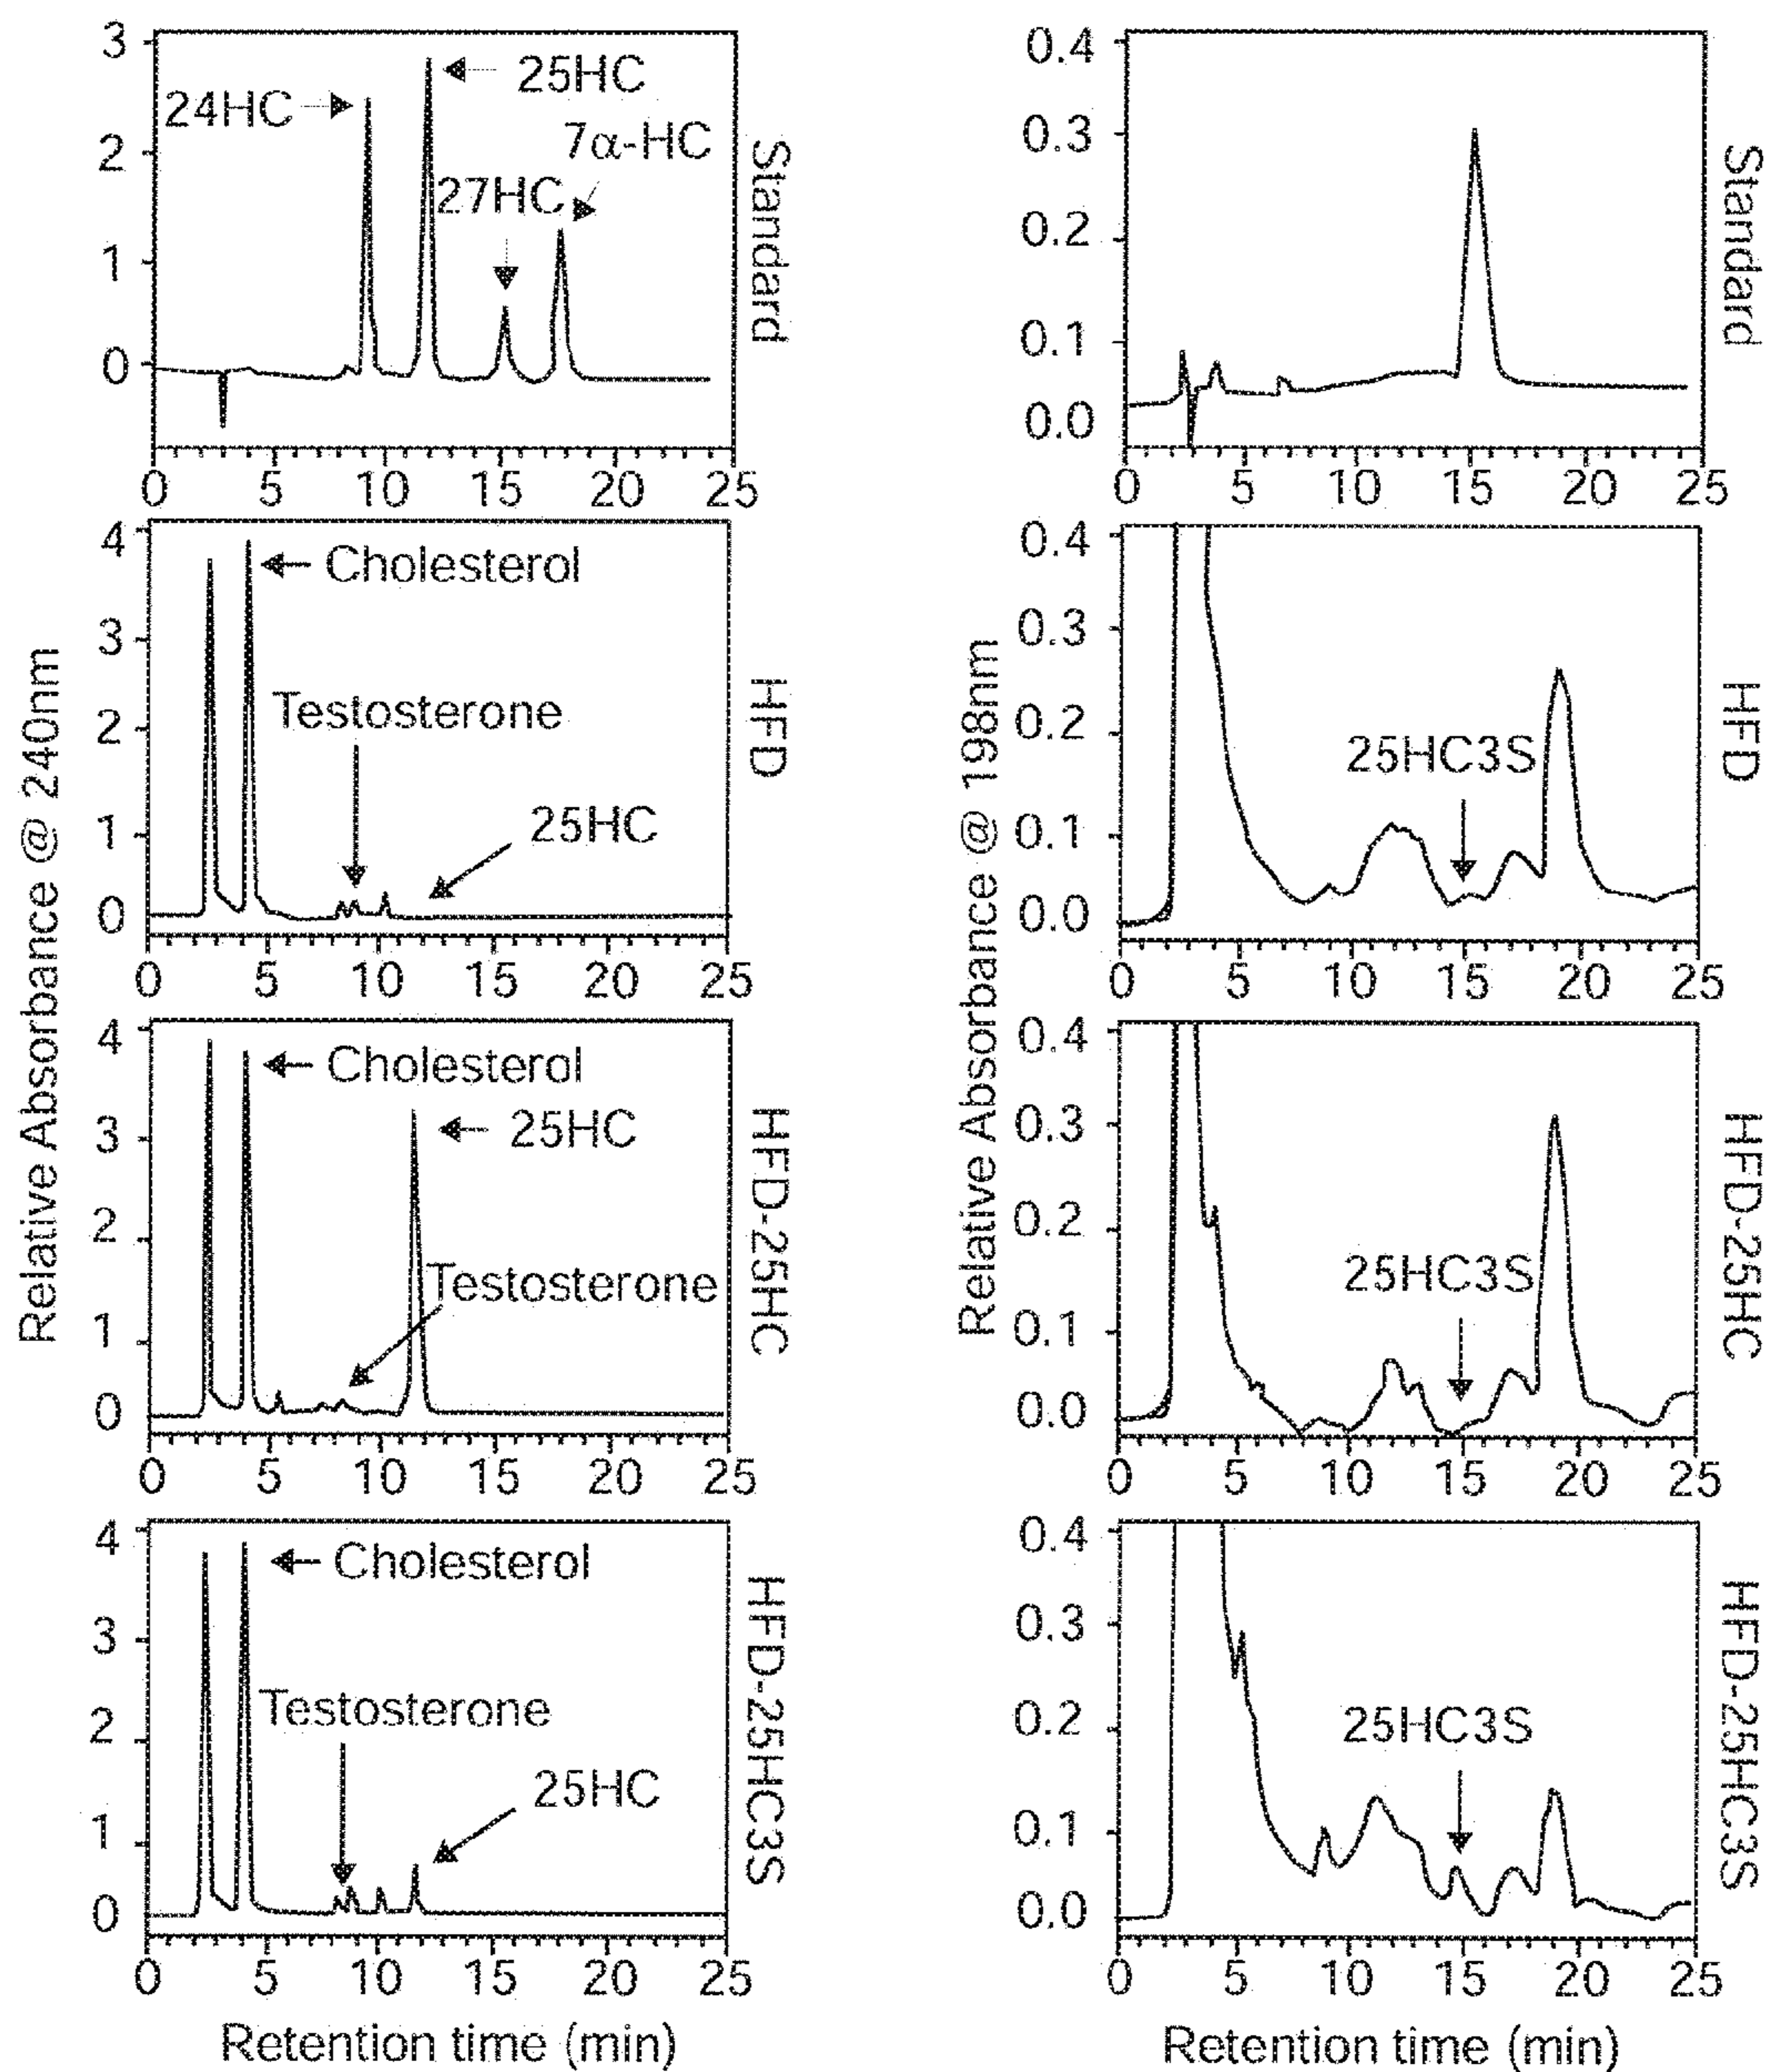 3
2
1
0
24HC
25HC
7α-HC
27HC
Standard
0 5 10 15 20 25
0.4
0.3
0.2
0.1
0.0
Standard
0 5 10 15 20 25
Relative Absorbance @ 240nm
4
3
2
1
0
Cholesterol
Testosterone
25HC
HFD
0 5 10 15 20 25
Relative Absorbance @ 198nm
0.4
0.3
0.2
0.1
0.0
25HC3S
HFD
0 5 10 15 20 25
4
3
2
1
0
Cholesterol
25HC
Testosterone
HFD-25HC
0 5 10 15 20 25
0.4
0.3
0.2
0.1
0.0
25HC3S
HFD-25HC
0 5 10 15 20 25
4
3
2
1
0
Cholesterol
Testosterone
25HC
HFD-25HC3S
0 5 10 15 20 25
Retention time (min)
0.4
0.3
0.2
0.1
0.0
25HC3S
HFD-25HC3S
0 5 10 15 20 25
Retention time (min)